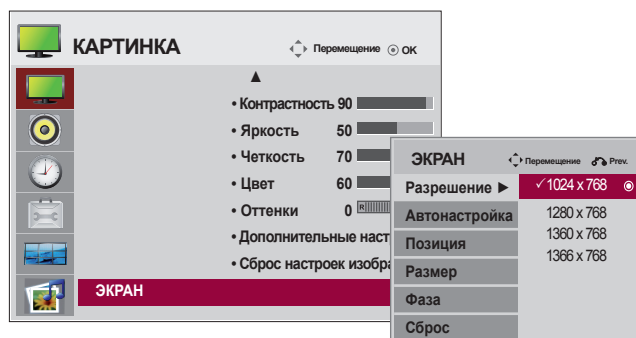 КАРТИНКА
Перемещение ОК
• Контрастность 90
• Яркость 50
• Четкость 70
• Цвет 60
• Оттенки 0 R
• Дополнительные наст
• Сброс настроек изобра
ЭКРАН
ЭКРАН
Перемещение Prev.
Разрешение ▶ ✓1024 x 768
Автонастройка 1280 x 768
Позиция 1360 x 768
Размер 1366 x 768
Фаза
Сброс